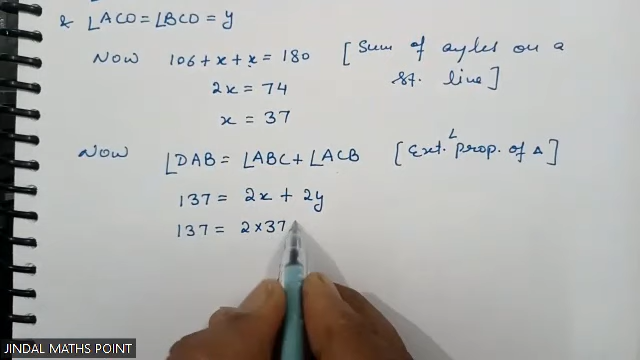 & ∠ACO = ∠BCO = y
Now 106 + x + x = 180 [Sum of agles on a
st. line]
2x = 74
x = 37
Now ∠DAB = ∠ABC + ∠ACB [Ext. ∠ prop. of Δ]
137 = 2x + 2y
137 = 2×37
JINDAL MATHS POINT